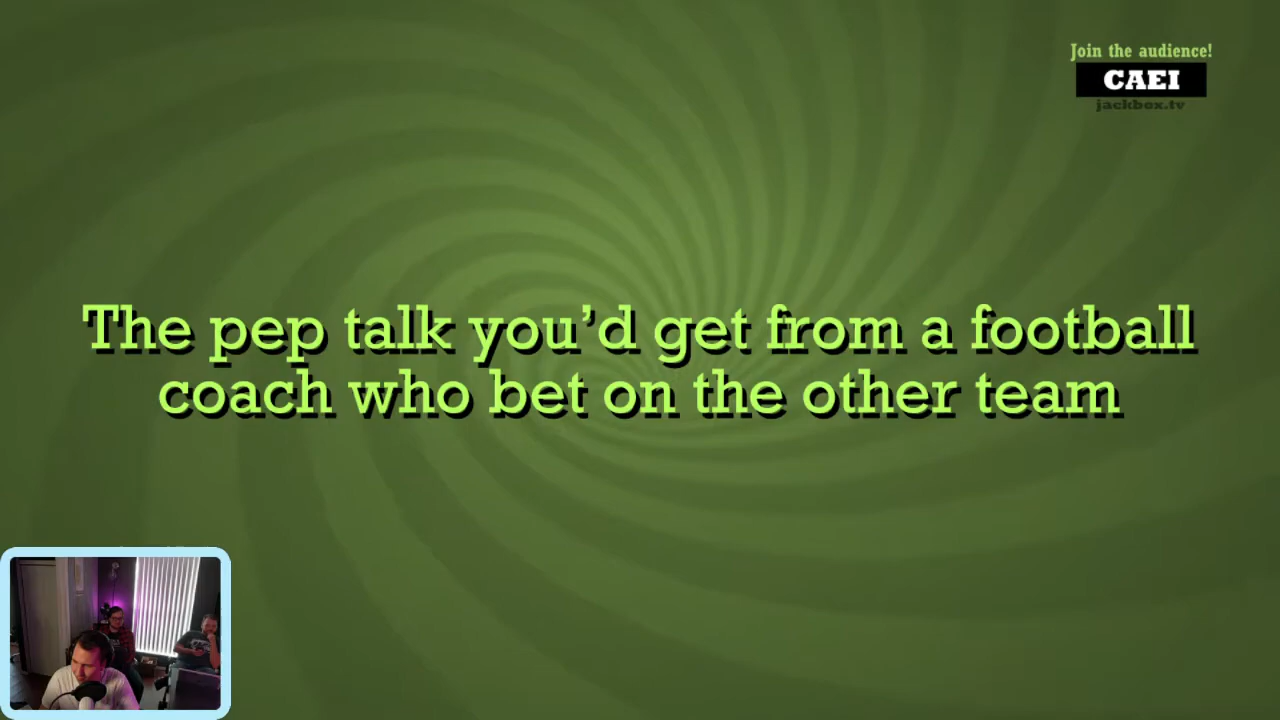 Join the audience!
CAEI
jackbox.tv
The pep talk you’d get from a football
coach who bet on the other team